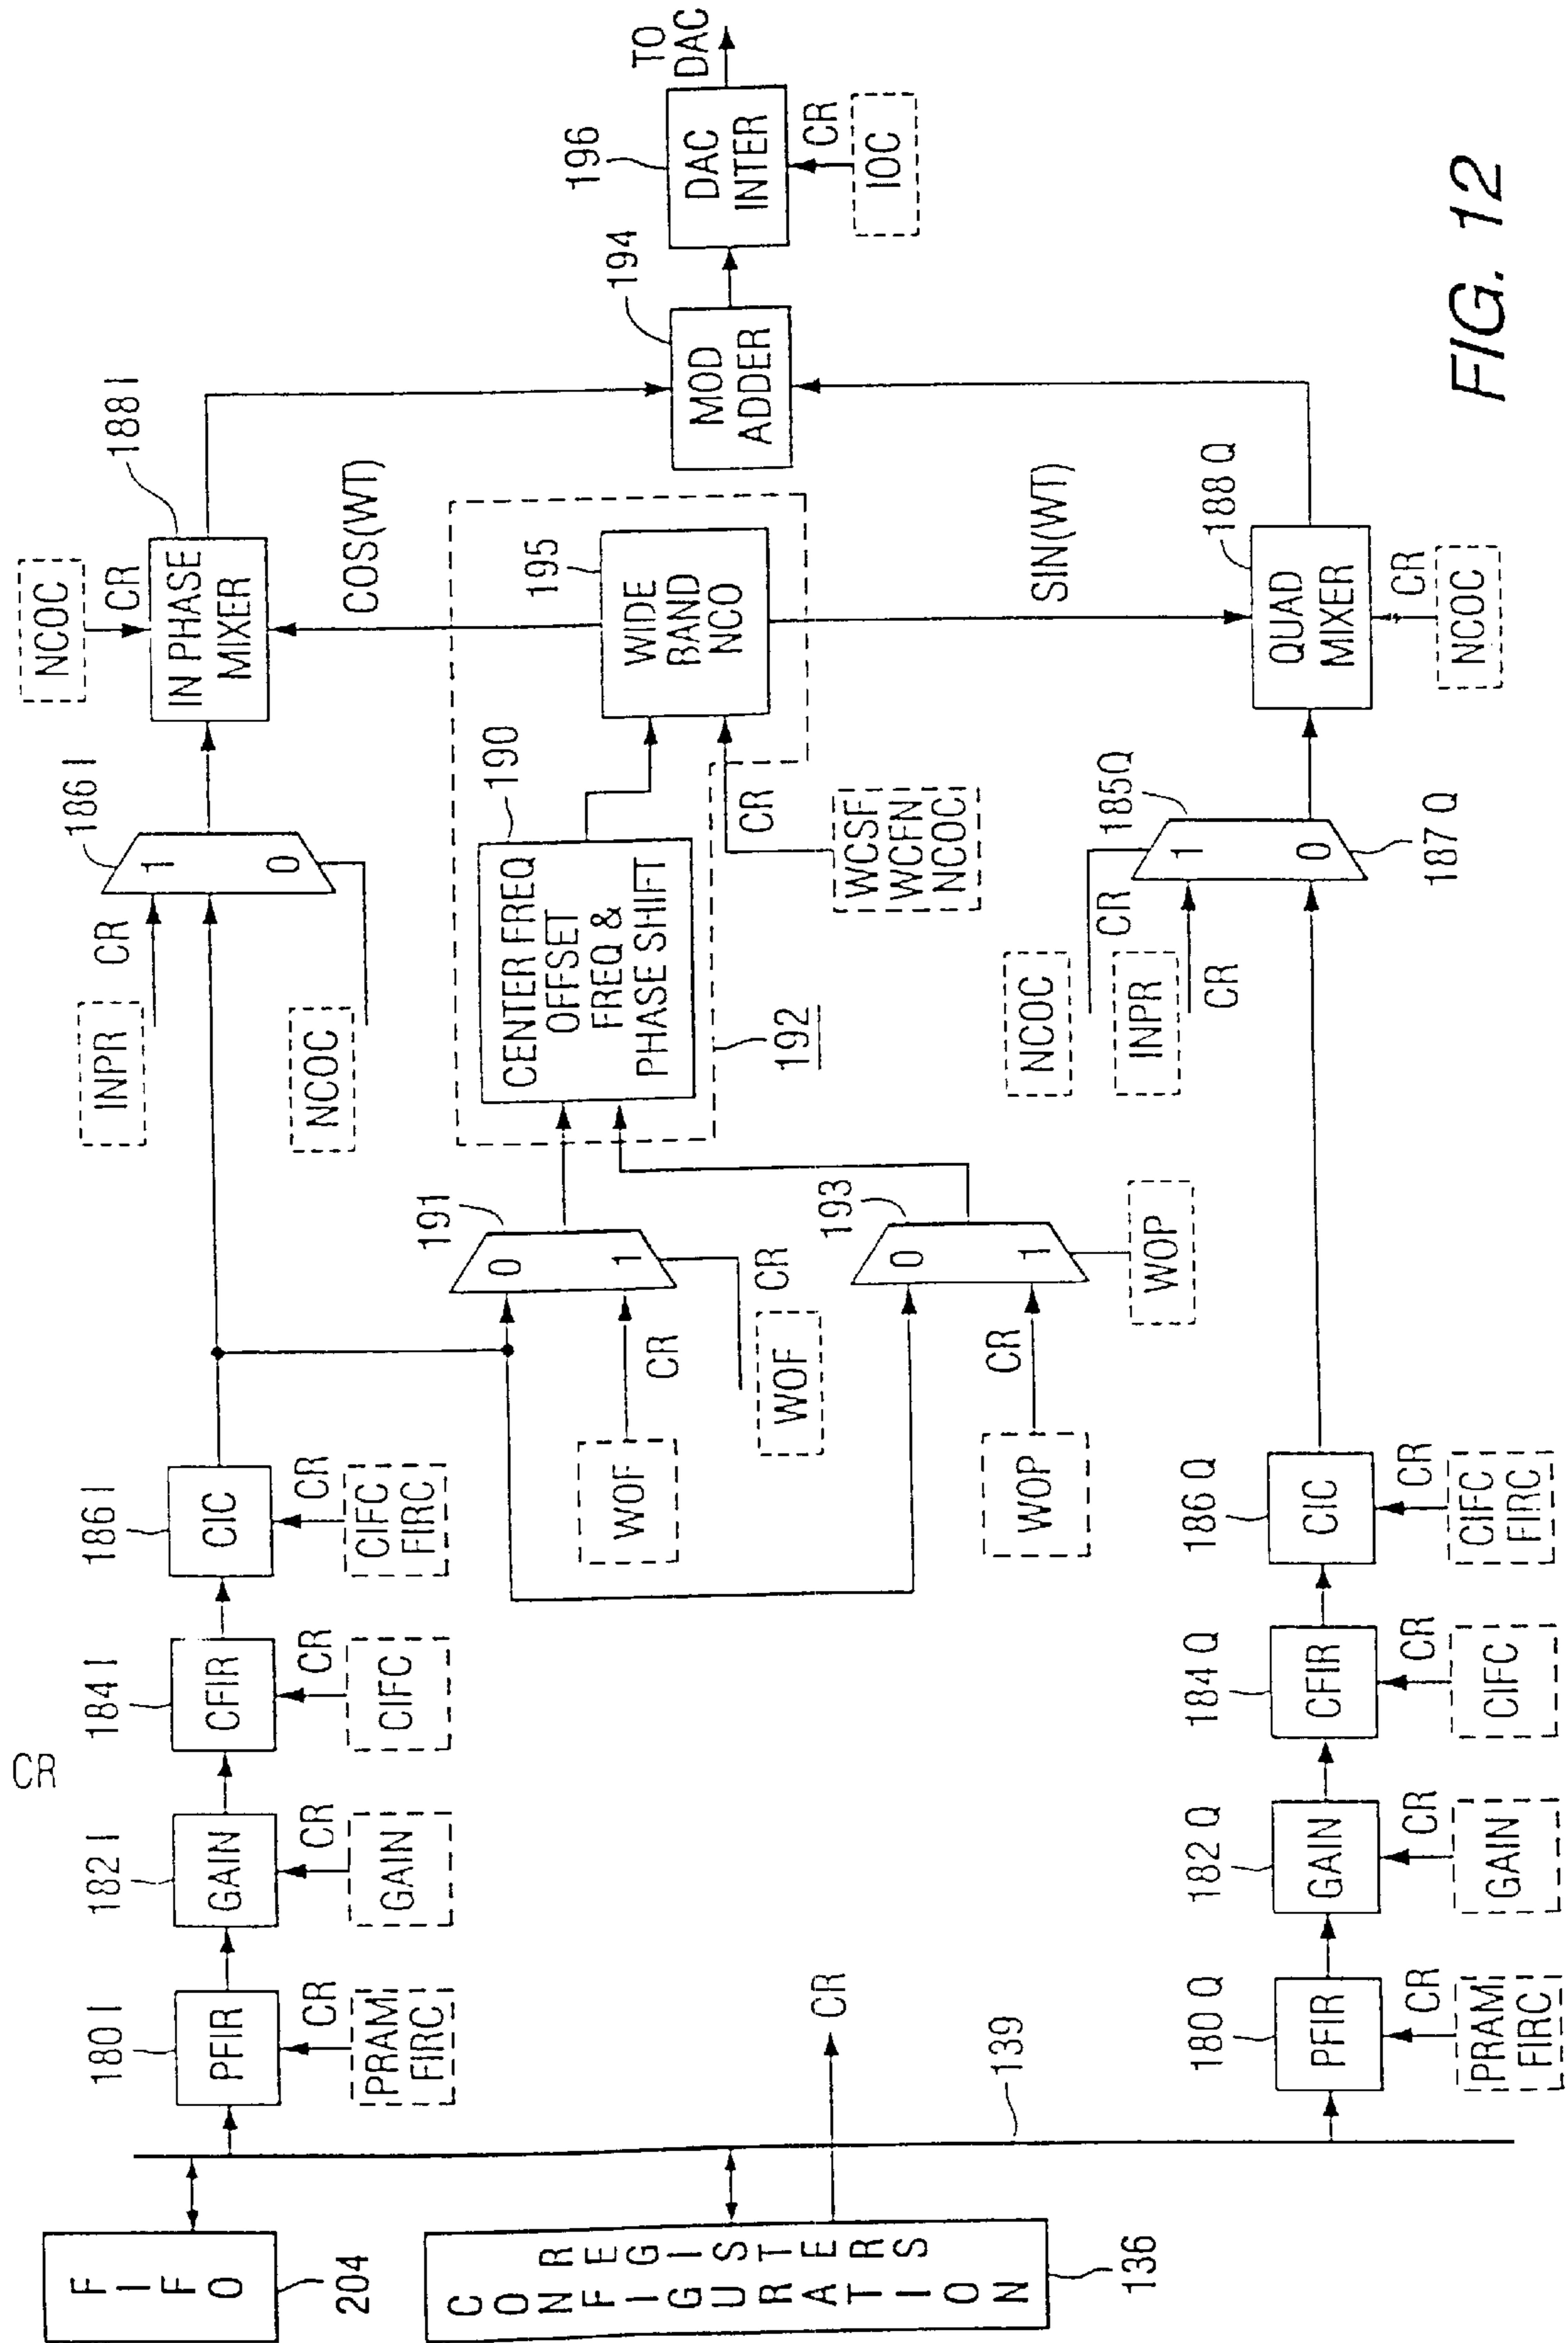 FIFO
204
CONFIGURATION
REGISTERS
136
CR
139
180 I
PFIR
CR
PRAM
FIRC
182 I
GAIN
CR
GAIN
CR
184 I
CFIR
CR
CIFC
186 I
CIC
CR
CIFC
FIRC
INPR
CR
186 I
1
0
NCOC
NCOC
CR
IN PHASE
MIXER
188 I
COS(WT)
WOF
CR
191
0
1
CR
WOF
WOP
CR
193
0
1
WOP
190
CENTER FREQ
OFFSET
FREQ &
PHASE SHIFT
192
195
WIDE
BAND
NCO
CR
WCSF
WCFN
NCOC
SIN(WT)
180 Q
PFIR
CR
PRAM
FIRC
182 Q
GAIN
CR
GAIN
184 Q
CFIR
CR
CIFC
186 Q
CIC
CR
CIFC
FIRC
NCOC
CR
INPR
CR
185Q
1
0
187 Q
188 Q
QUAD
MIXER
CR
NCOC
194
MOD
ADDER
196
DAC
INTER
CR
IOC
TO
DAC
FIG. 12